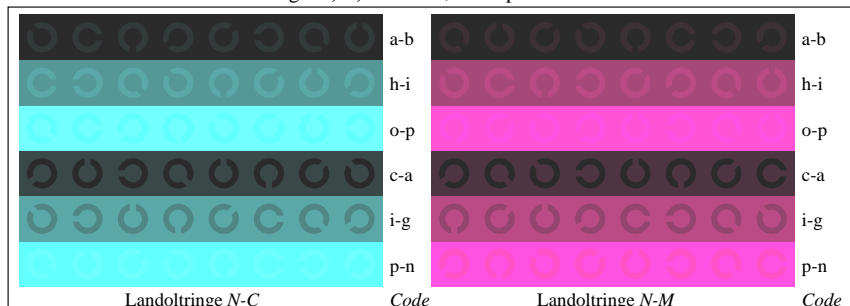 a-b
a-b
h-i
h-i
o-p
o-p
c-a
c-a
i-g
i-g
p-n
p-n
Landoltringe N-C Code Landoltringe N-M Code